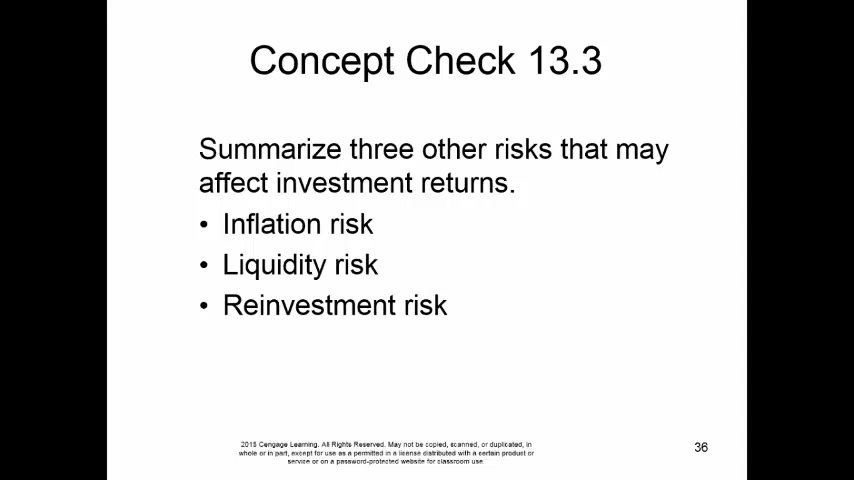 Concept Check 13.3
Summarize three other risks that may
affect investment returns.
• Inflation risk
• Liquidity risk
• Reinvestment risk
2015 Cengage Learning. All Rights Reserved. May not be copied, scanned, or duplicated, in
whole or in part, except for use as a permitted in a license distributed with a certain product or
service or on a password-protected website for classroom use.
36